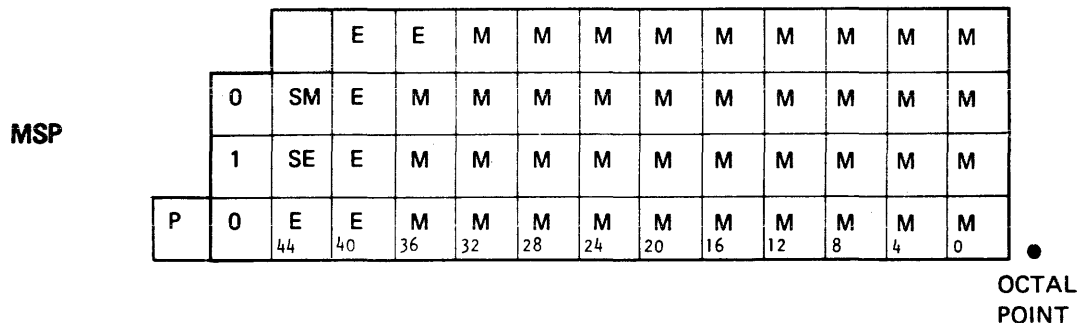 E E M M M M M M M M M
0 SM E M M M M M M M M M M
MSP
1 SE E M M M M M M M M M M
P 0 E E M M M M M M M M M M
44 40 36 32 28 24 20 16 12 8 4 0
OCTAL
POINT